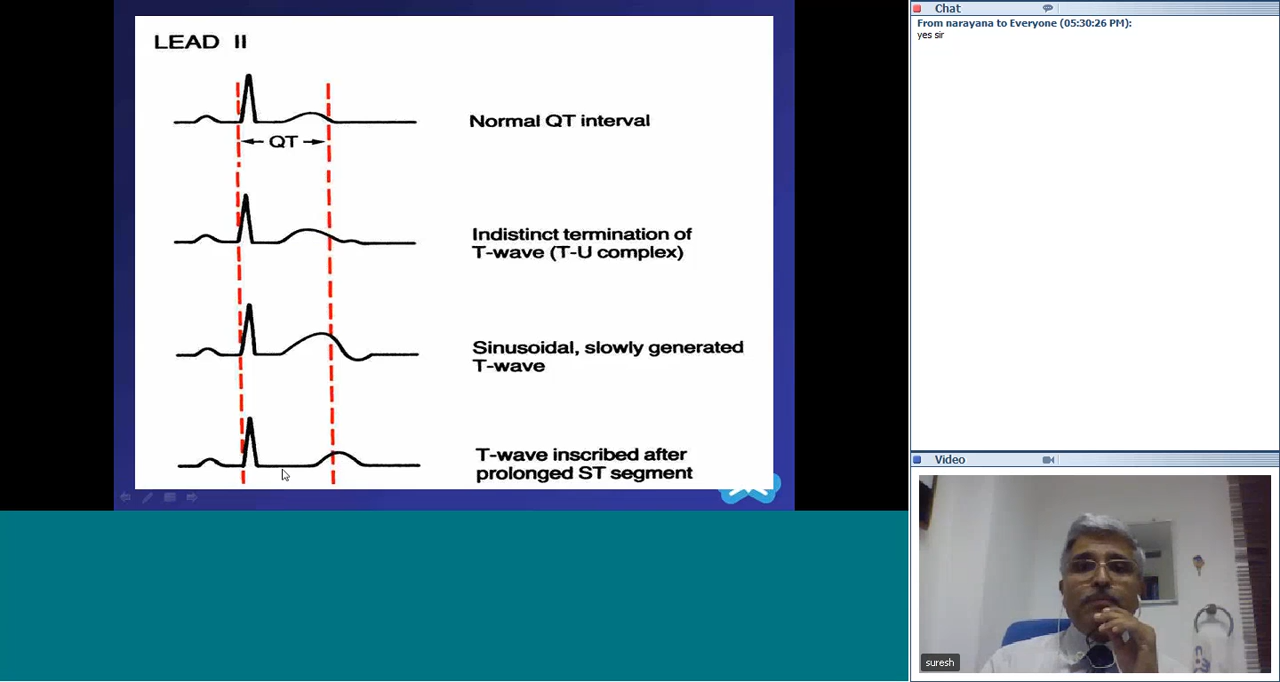 LEAD II
Normal QT interval
QT
Indistinct termination of
T-wave (T-U complex)
Sinusoidal, slowly generated
T-wave
T-wave inscribed after
prolonged ST segment
Chat
From narayana to Everyone (05:30:26 PM):
yes sir
Video
suresh